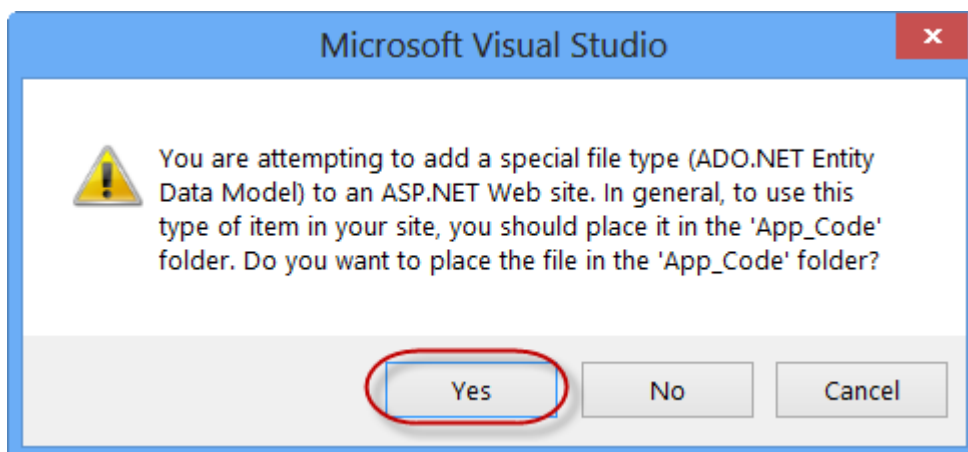 Microsoft Visual Studio
You are attempting to add a special file type (ADO.NET Entity
Data Model) to an ASP.NET Web site. In general, to use this
type of item in your site, you should place it in the 'App_Code'
folder. Do you want to place the file in the 'App_Code' folder?
Yes No Cancel